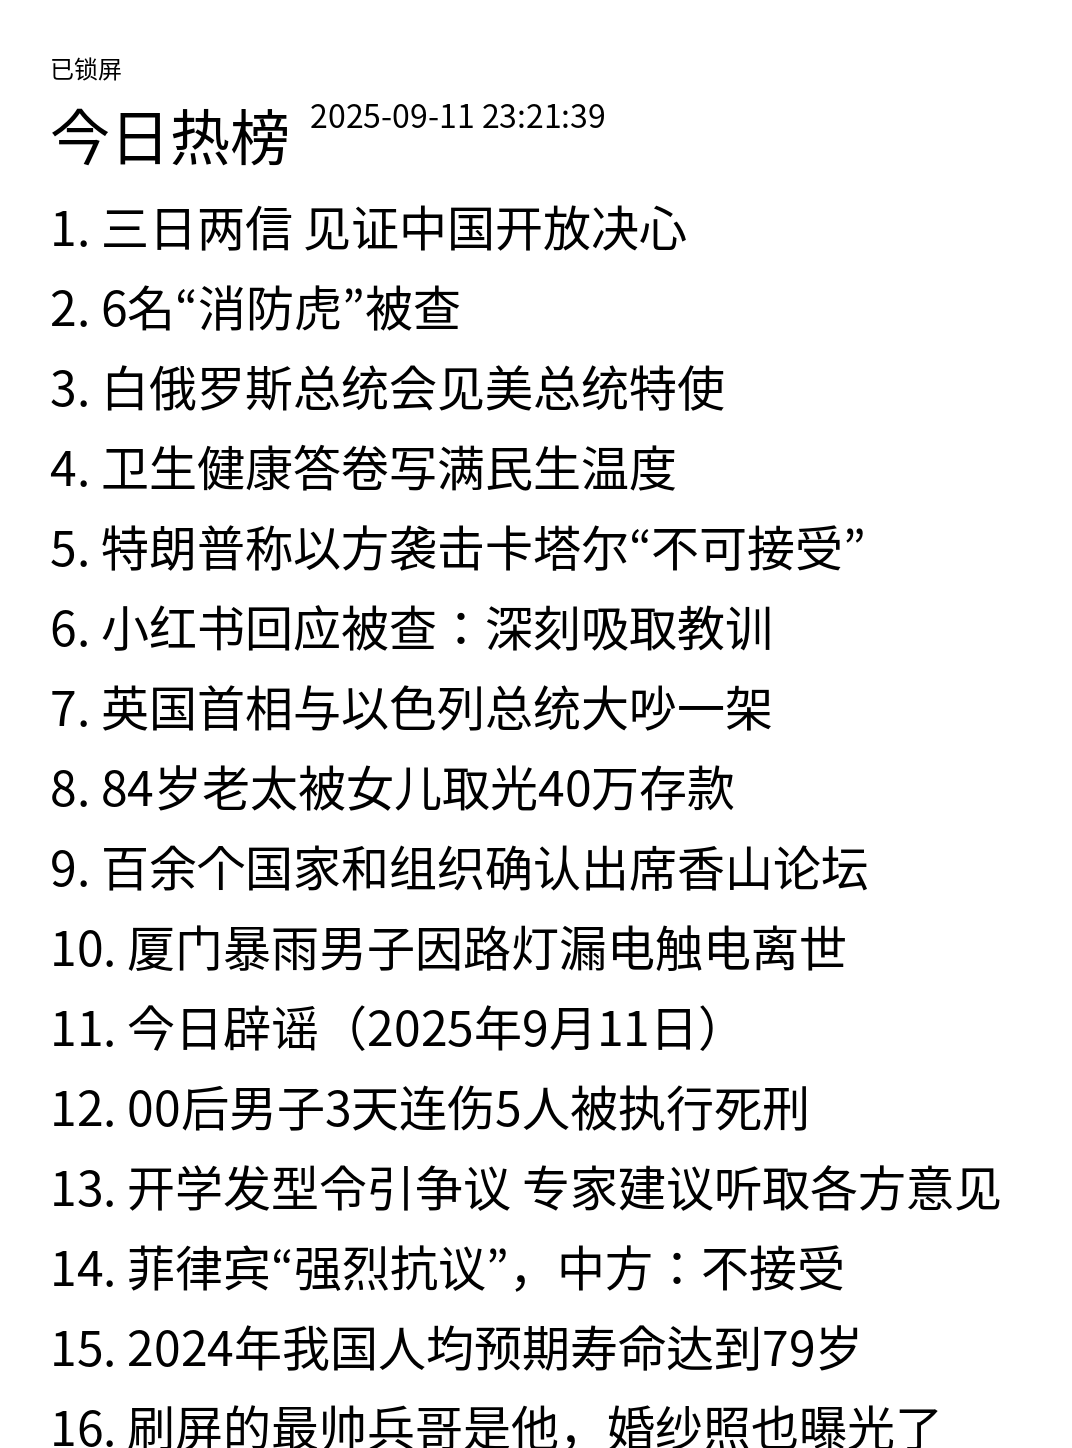 已锁屏
今日热榜 2025-09-11 23:21:39
1. 三日两信 见证中国开放决心
2. 6名“消防虎”被查
3. 白俄罗斯总统会见美总统特使
4. 卫生健康答卷写满民生温度
5. 特朗普称以方袭击卡塔尔“不可接受”
6. 小红书回应被查：深刻吸取教训
7. 英国首相与以色列总统大吵一架
8. 84岁老太被女儿取光40万存款
9. 百余个国家和组织确认出席香山论坛
10. 厦门暴雨男子因路灯漏电触电离世
11. 今日辟谣（2025年9月11日）
12. 00后男子3天连伤5人被执行死刑
13. 开学发型令引争议 专家建议听取各方意见
14. 菲律宾“强烈抗议”，中方：不接受
15. 2024年我国人均预期寿命达到79岁
16. 刷屏的最帅兵哥是他，婚纱照也曝光了